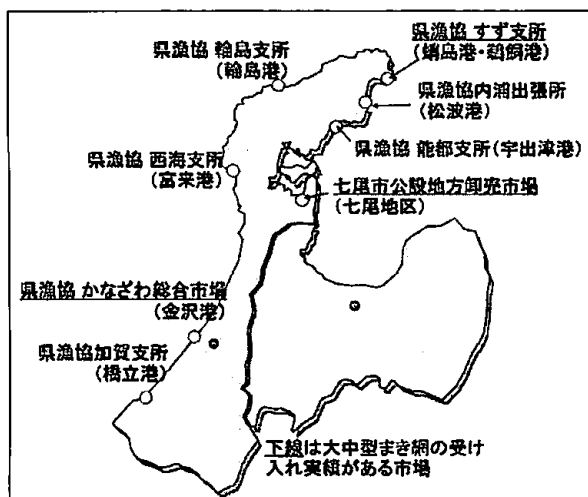 県漁協 すず支所
(蛸島港・鵜飼港)
県漁協 輪島支所
(輪島港)
県漁協内浦出張所
(松波港)
県漁協 能都支所(宇出津港)
県漁協 西海支所
(富来港)
七尾市公設地方卸売市場
(七尾地区)
県漁協 かなざわ総合市場
(金沢港)
県漁協加賀支所
(橋立港)
下線は大中型まき網の受け
入れ実績がある市場